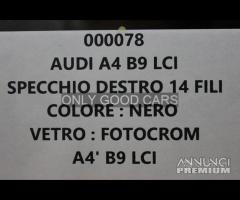 000078
AUDI A4 B9 LCI
SPECCHIO DESTRO 14 FILI
ONLY GOOD CARS
COLORE : NERO
VETRO : FOTOCROM
A4' B9 LCI
ANNUNCI
PREMIUM